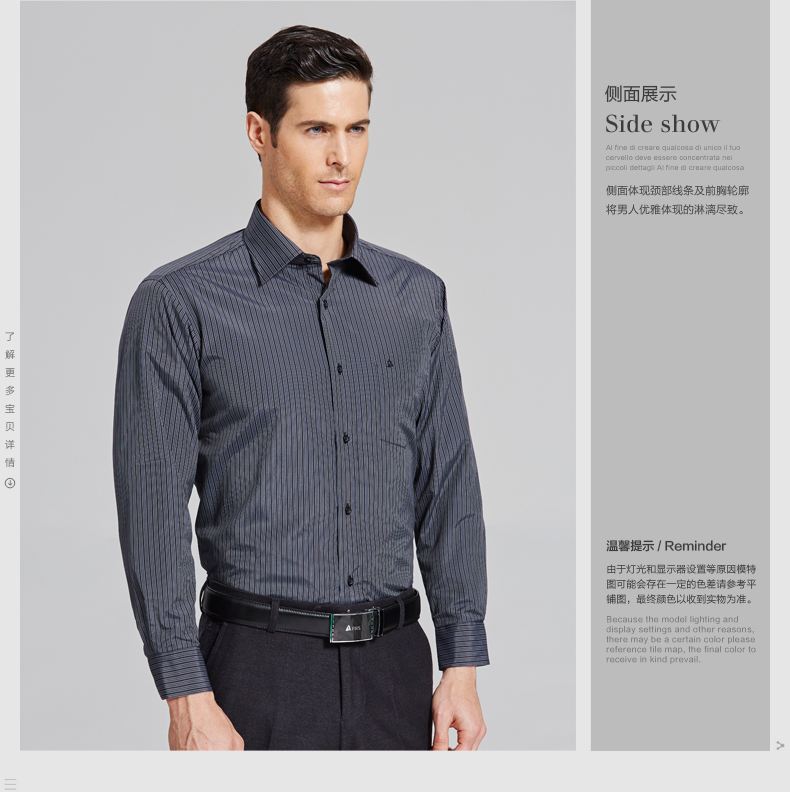 侧面展示
Side show
Al fine di creare qualcosa di unico il tuo
cervello deve essere concentrata nei
piccoli dettagli Al fine di creare qualcosa
侧面体现颈部线条及前胸轮廓
将男人优雅体现的淋漓尽致。
了
解
更
多
宝
贝
详
情
温馨提示 / Reminder
由于灯光和显示器设置等原因模特
图可能会存在一定的色差请参考平
铺图，最终颜色以收到实物为准。
Because the model lighting and
display settings and other reasons,
there may be a certain color please
reference tile map, the final color to
receive in kind prevail.